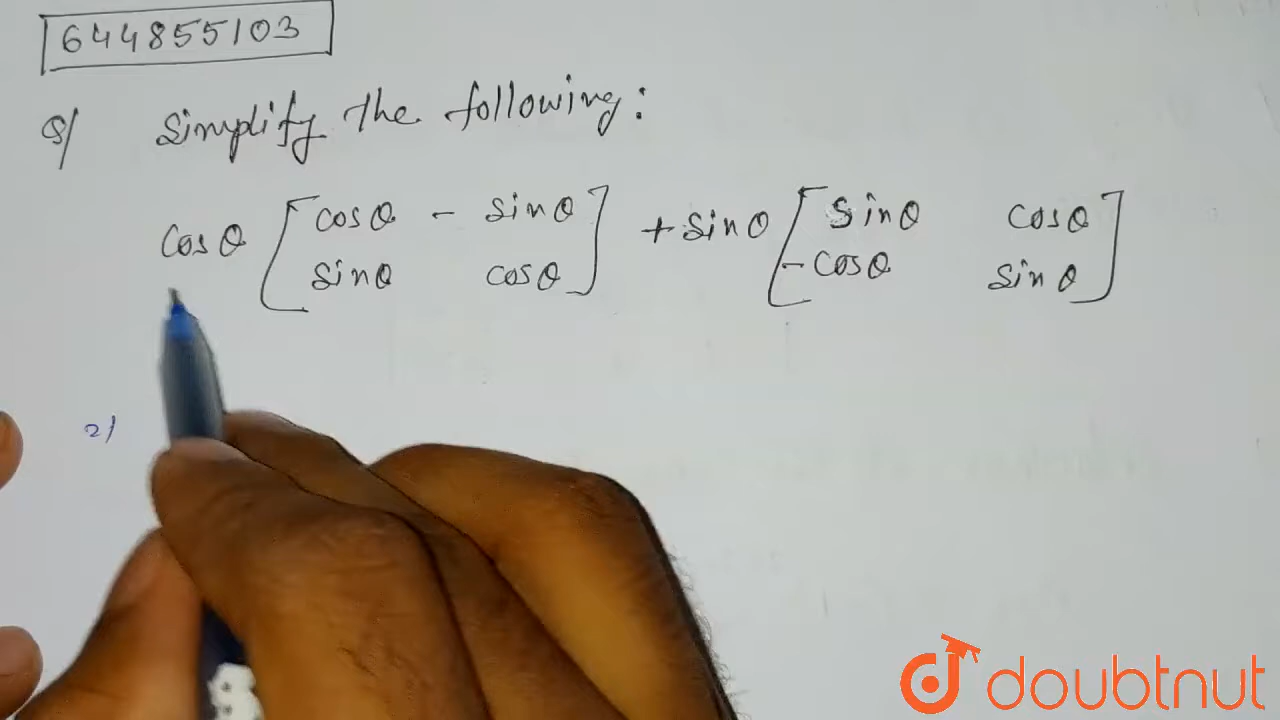 644855103
Q/ Simplify the following:
cosθ [ cosθ - sinθ ] + sinθ [ sinθ cosθ ]
sinθ cosθ -cosθ sinθ
2/
doubtnut